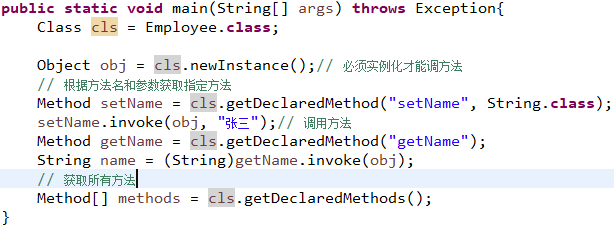 public static void main(String[] args) throws Exception{
Class cls = Employee.class;
Object obj = cls.newInstance();// 必须实例化才能调方法
// 根据方法名和参数获取指定方法
Method setName = cls.getDeclaredMethod("setName", String.class);
setName.invoke(obj, "张三");// 调用方法
Method getName = cls.getDeclaredMethod("getName");
String name = (String)getName.invoke(obj);
// 获取所有方法
Method[] methods = cls.getDeclaredMethods();
}